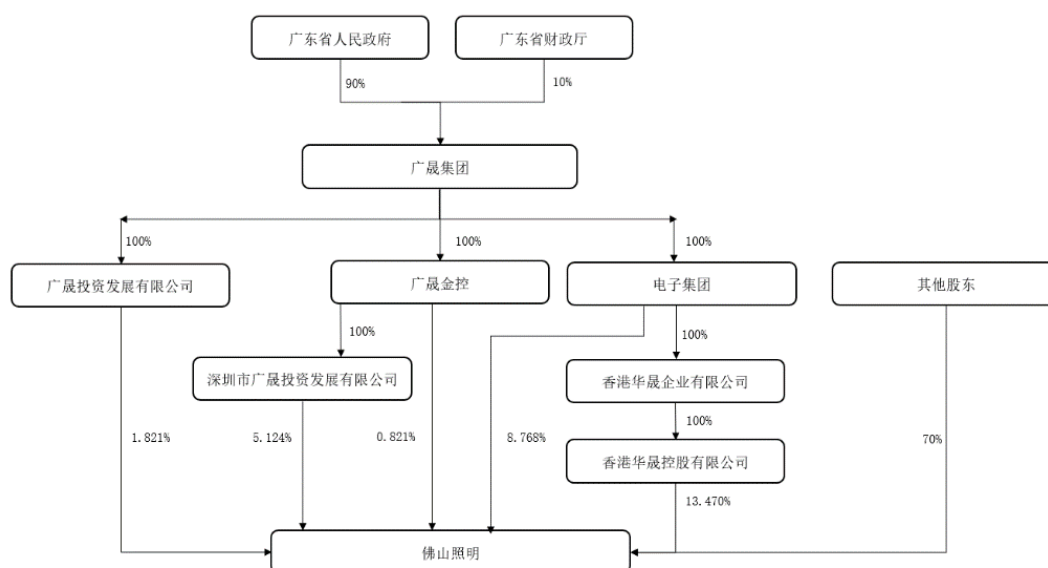 广东省人民政府
广东省财政厅
90%
10%
广晟集团
100%
100%
100%
广晟投资发展有限公司
广晟金控
电子集团
其他股东
100%
100%
深圳市广晟投资发展有限公司
香港华晟企业有限公司
100%
1.821%
5.124%
0.821%
8.768%
70%
香港华晟控股有限公司
13.470%
佛山照明